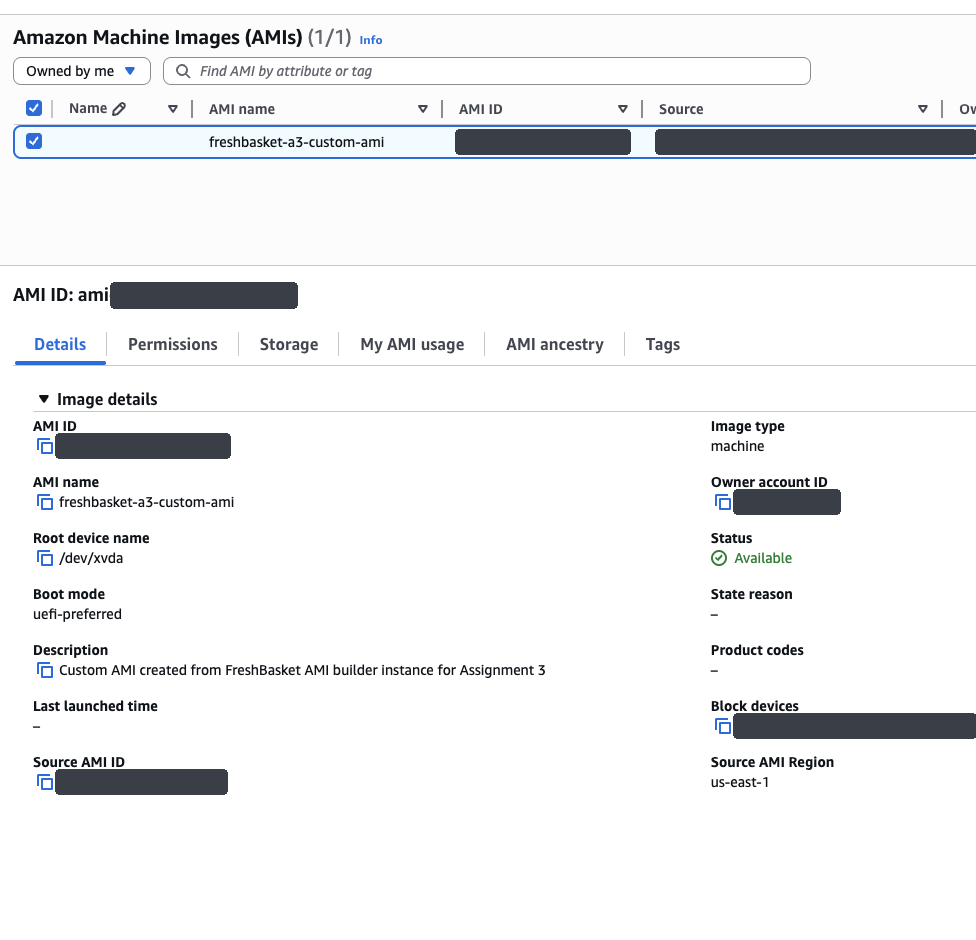 Amazon Machine Images (AMIs) (1/1) Info
Owned by me Find AMI by attribute or tag
Name AMI name AMI ID Source
freshbasket-a3-custom-ami
AMI ID: ami
Details Permissions Storage My AMI usage AMI ancestry Tags
Image details
AMI ID
Image type
machine
AMI name
freshbasket-a3-custom-ami
Owner account ID
Root device name
/dev/xvda
Status
Available
Boot mode
uefi-preferred
State reason
–
Description
Custom AMI created from FreshBasket AMI builder instance for Assignment 3
Product codes
–
Last launched time
–
Block devices
Source AMI ID
Source AMI Region
us-east-1